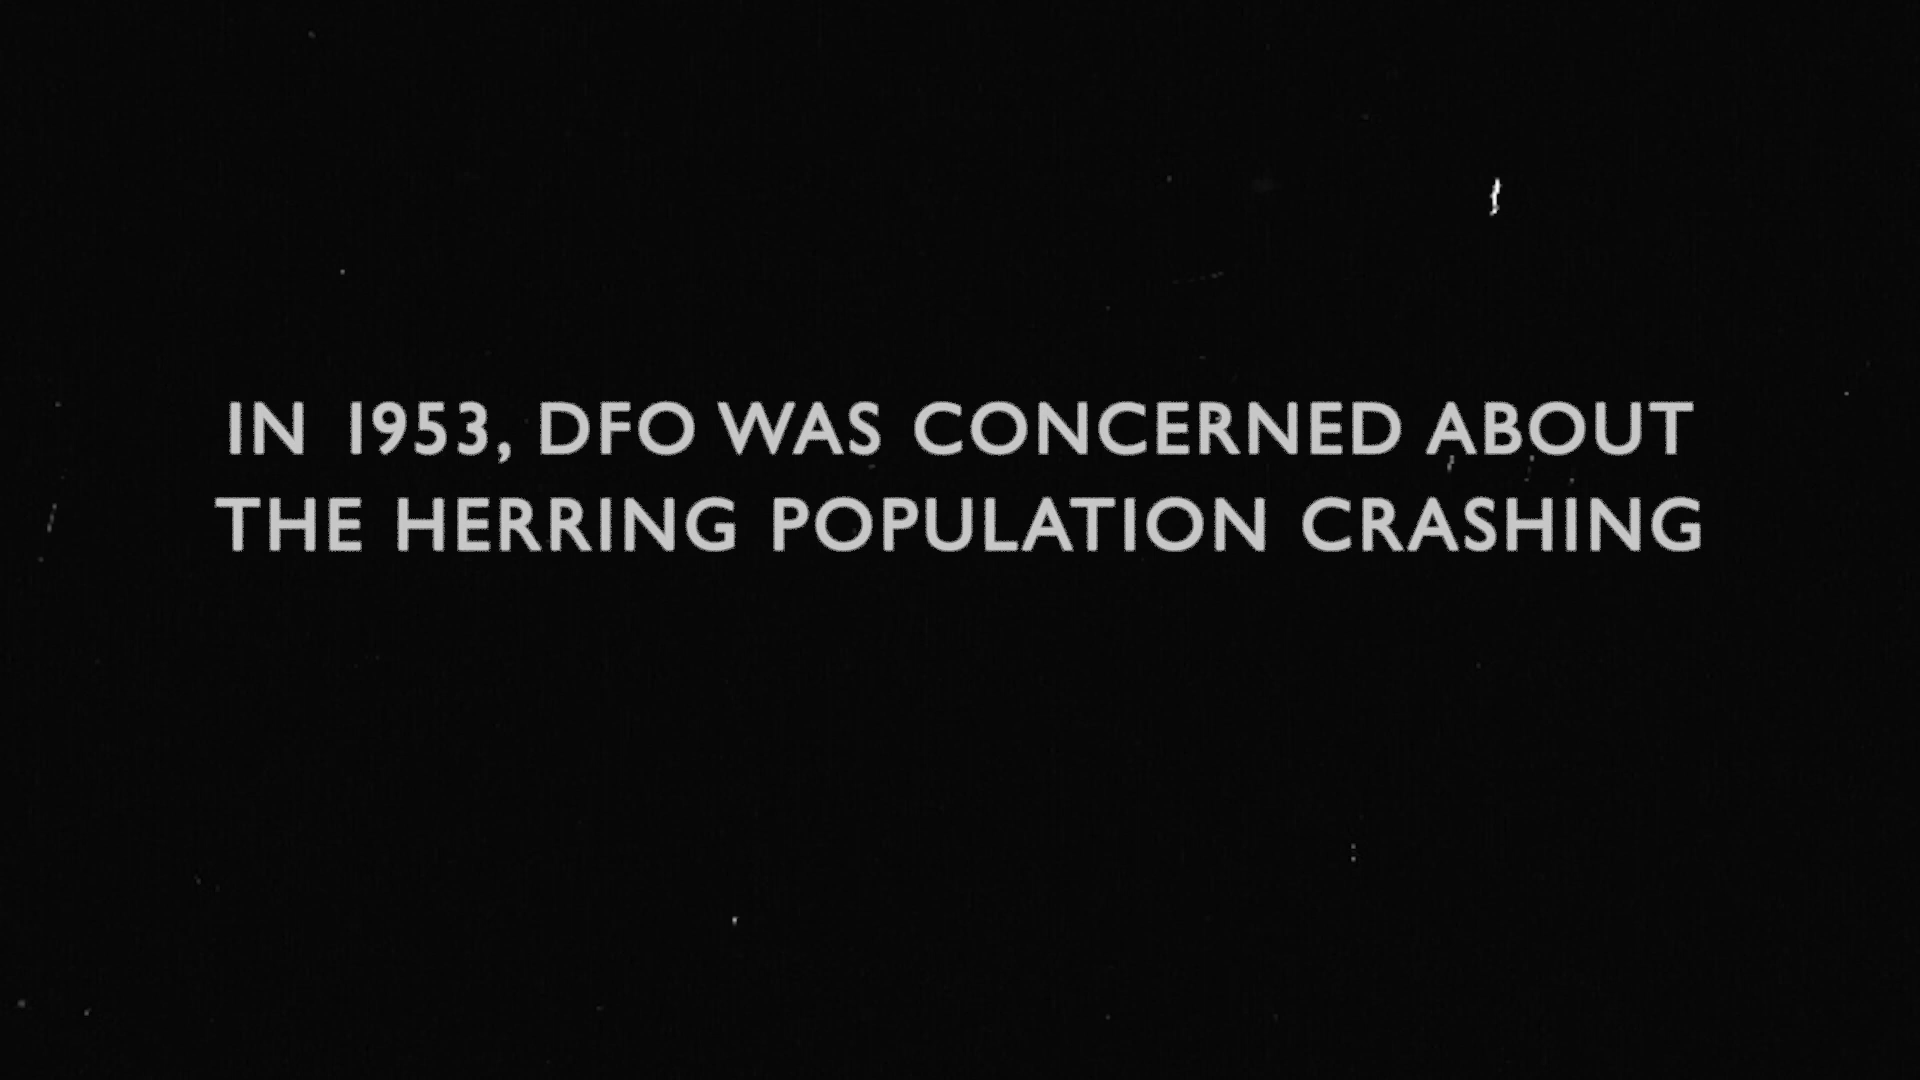 IN 1953, DFO WAS CONCERNED ABOUT
THE HERRING POPULATION CRASHING